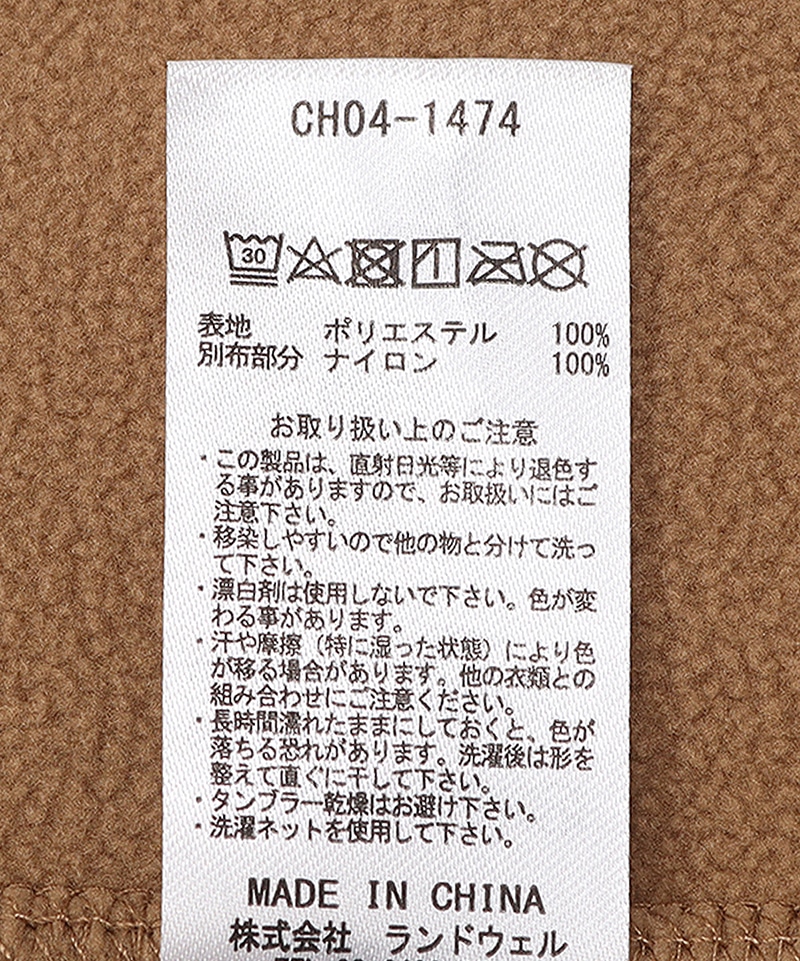 CH04-1474
30
表地 ポリエステル 100%
別布部分 ナイロン 100%
お取り扱い上のご注意
・この製品は、直射日光等により退色す
る事がありますので、お取扱いにはご
注意下さい。
・移染しやすいので他の物と分けて洗っ
て下さい。
・漂白剤は使用しないで下さい。色が変
わる事があります。
・汗や摩擦（特に湿った状態）により色
が移る場合があります。他の衣類との
組み合わせにご注意ください。
・長時間濡れたままにしておくと、色が
落ちる恐れがあります。洗濯後は形を
整えて直ぐに干して下さい。
・タンブラー乾燥はお避け下さい。
・洗濯ネットを使用して下さい。
MADE IN CHINA
株式会社 ランドウェル